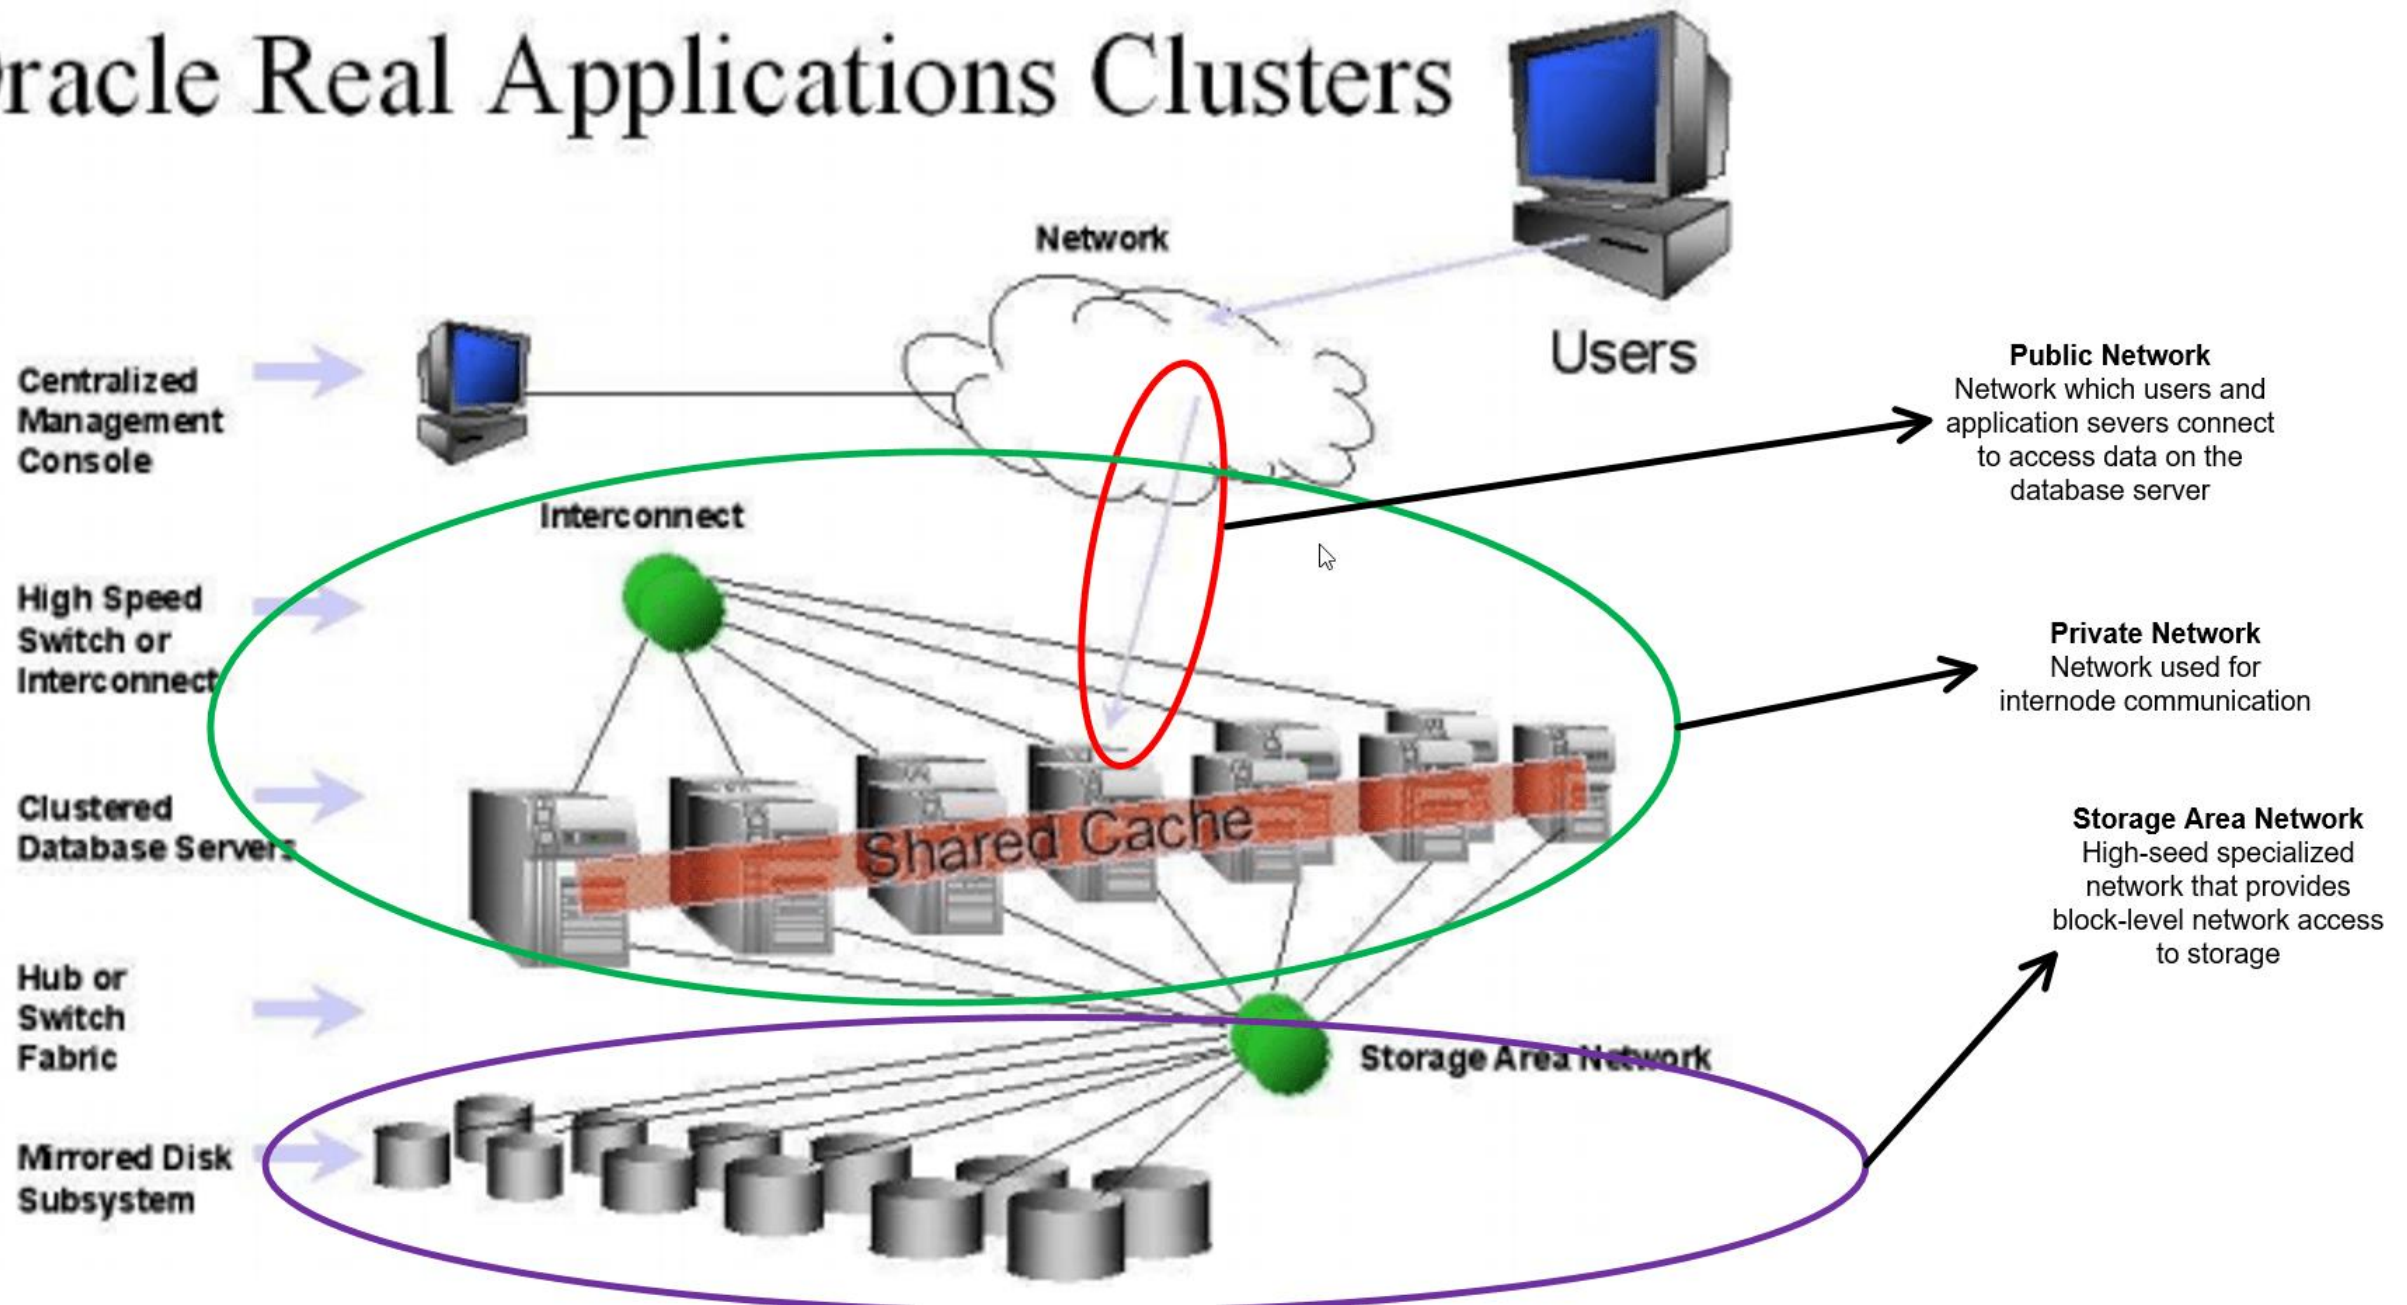 racle Real Applications Clusters
Network
Users
Centralized
Management
Console
Public Network
Network which users and
application severs connect
to access data on the
database server
Interconnect
High Speed
Switch or
Interconnect
Private Network
Network used for
internode communication
Clustered
Database Servers
Shared Cache
Storage Area Network
High-seed specialized
network that provides
block-level network access
to storage
Hub or
Switch
Fabric
Storage Area Network
Mirrored Disk
Subsystem